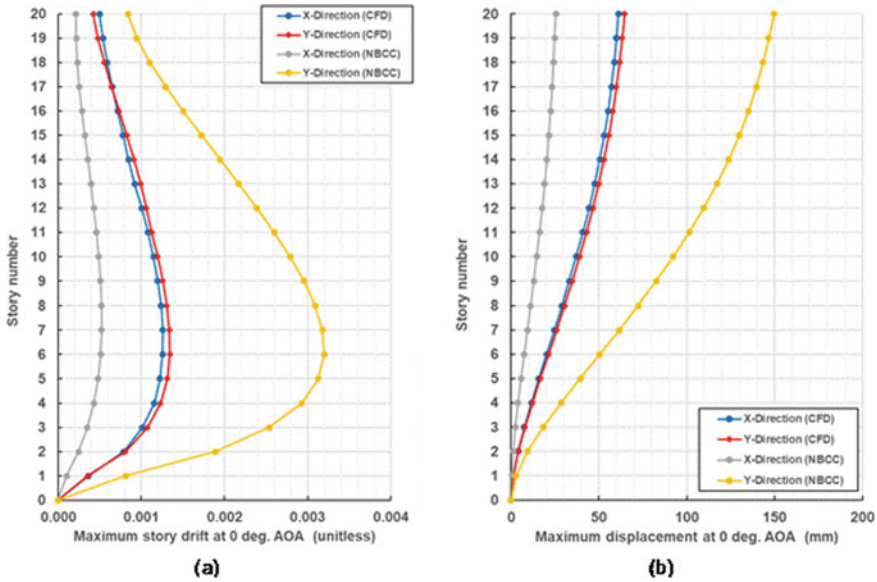 X-Direction (CFD)
Y-Direction (CFD)
X-Direction (NBCC)
Y-Direction (NBCC)
Story number
20
19
18
17
16
15
14
13
12
11
10
9
8
7
6
5
4
3
2
1
0
0.000 0.001 0.002 0.003 0.004
Maximum story drift at 0 deg. AOA (unitless)
(a)
Story number
20
19
18
17
16
15
14
13
12
11
10
9
8
7
6
5
4
3
2
1
0
X-Direction (CFD)
Y-Direction (CFD)
X-Direction (NBCC)
Y-Direction (NBCC)
0 50 100 150 200
Maximum displacement at 0 deg. AOA (mm)
(b)